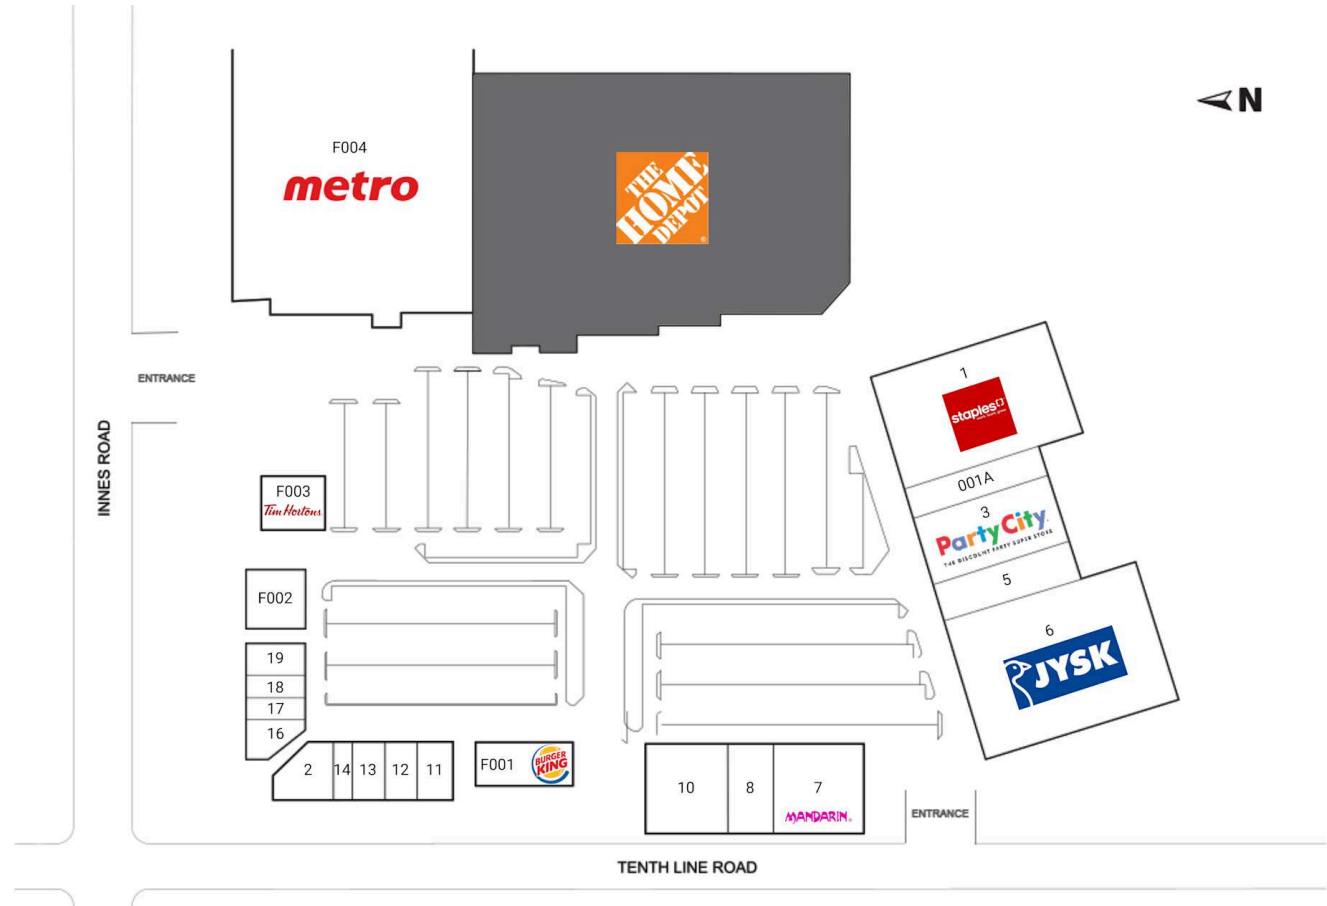 N
F004
metro
THE
HOME
DEPOT
®
ENTRANCE
INNES ROAD
1
staples
001A
3
PartyCity
THE DISCOUNT PARTY SUPER STORE
5
6
JYSK
F003
Tim Hortons
F002
19
18
17
16
2
14
13
12
11
F001
BURGER
KING
10
8
7
MANDARIN
ENTRANCE
TENTH LINE ROAD